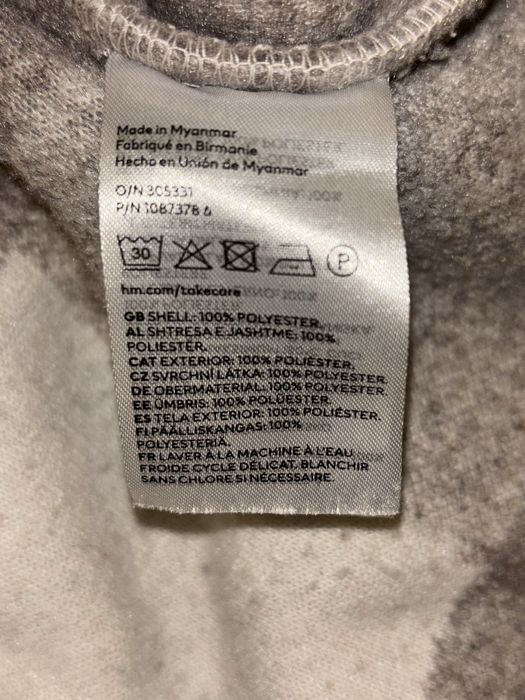 Made in Myanmar
Fabriqué en Birmanie
Hecho en Unión de Myanmar
O/N 305331
P/N 1087378 6
30
P
hm.com/takecare
GB SHELL: 100% POLYESTER.
AL SHTRESA E JASHTME: 100%
POLIESTËR.
CAT EXTERIOR: 100% POLIÈSTER.
CZ SVRCHNÍ LÁTKA: 100% POLYESTER
DE OBERMATERIAL: 100% POLYESTER
EE ÜMBRIS: 100% POLÜESTER.
ES TELA EXTERIOR: 100% POLIÉSTER.
FI PÄÄLLISKANGAS: 100%
POLYESTERIÄ.
FR LAVER À LA MACHINE À L'EAU
FROIDE CYCLE DÉLICAT. BLANCHIR
SANS CHLORE SI NÉCESSAIRE.